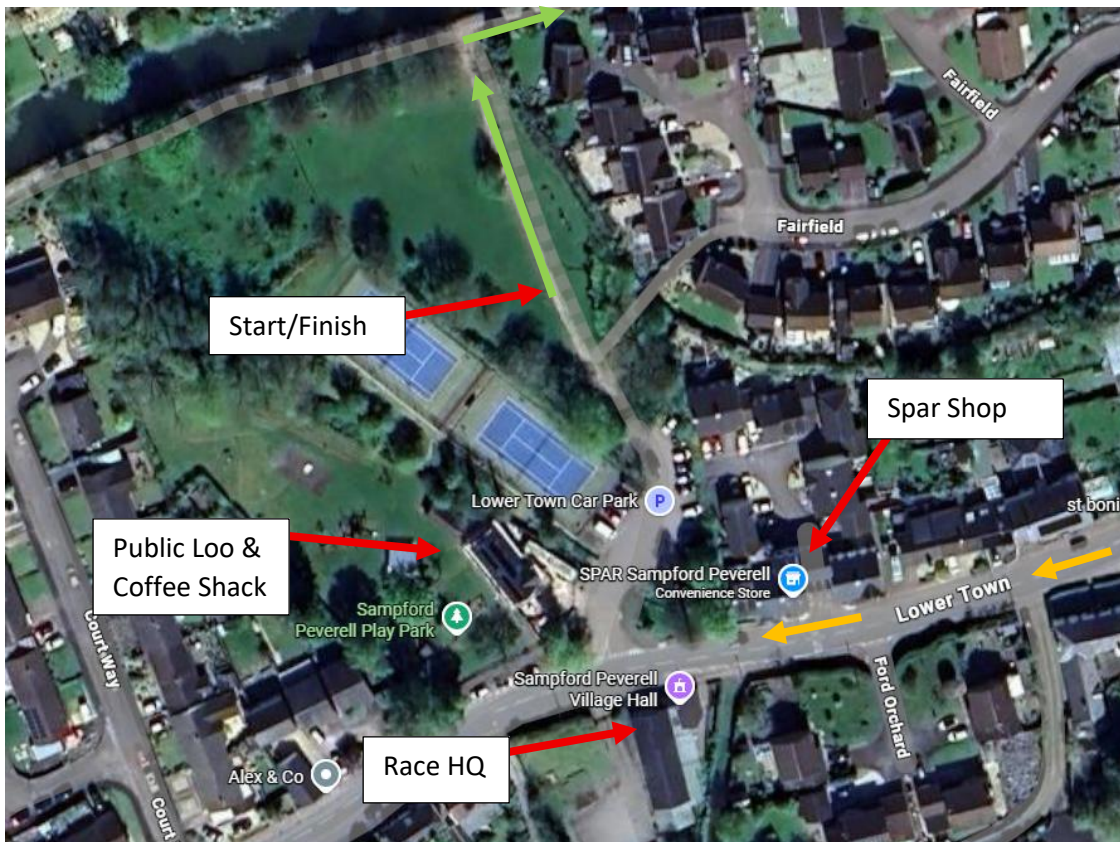 Fairfield
Fairfield
Start/Finish
Spar Shop
Lower Town Car Park
P
st boni
Public Loo &
Coffee Shack
SPAR Sampford Peverell
Convenience Store
Lower Town
Sampford
Peverell Play Park
Court Way
Sampford Peverell
Village Hall
Ford Orchard
Race HQ
Alex & Co
Court